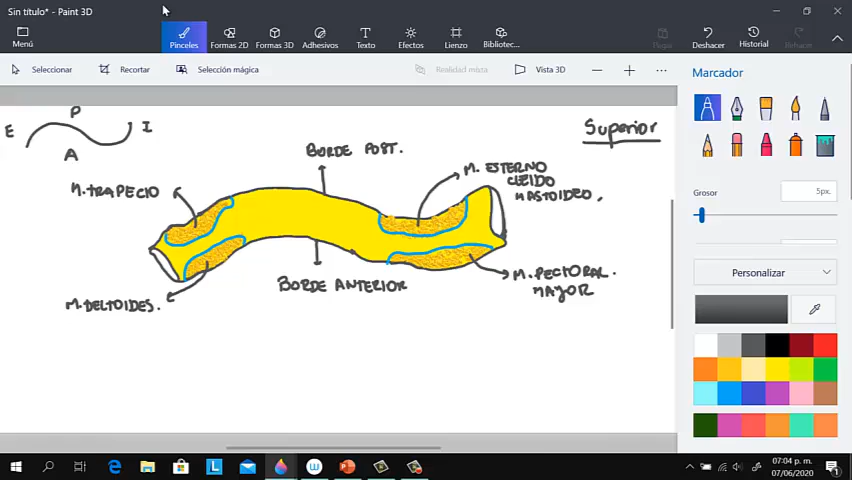 Sin título* - Paint 3D
Menú
Pinceles
Formas 2D
Formas 3D
Adhesivos
Texto
Efectos
Lienzo
Bibliotec...
Pegar
Deshacer
Historial
Rehacer
Seleccionar
Recortar
Selección mágica
Realidad mixta
Vista 3D
Marcador
Grosor
5px.
Personalizar
P
E
I
A
Superior
BORDE POST.
M. TRAPECIO
M. ESTERNO
CLEIDO
MASTOIDEO.
M. DELTOIDES.
BORDE ANTERIOR
M. PECTORAL.
MAYOR
07:04 p. m.
07/06/2020